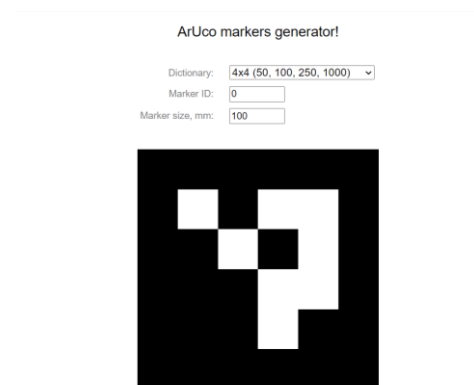 ArUco markers generator!
Dictionary: 4x4 (50, 100, 250, 1000)
Marker ID: 0
Marker size, mm: 100